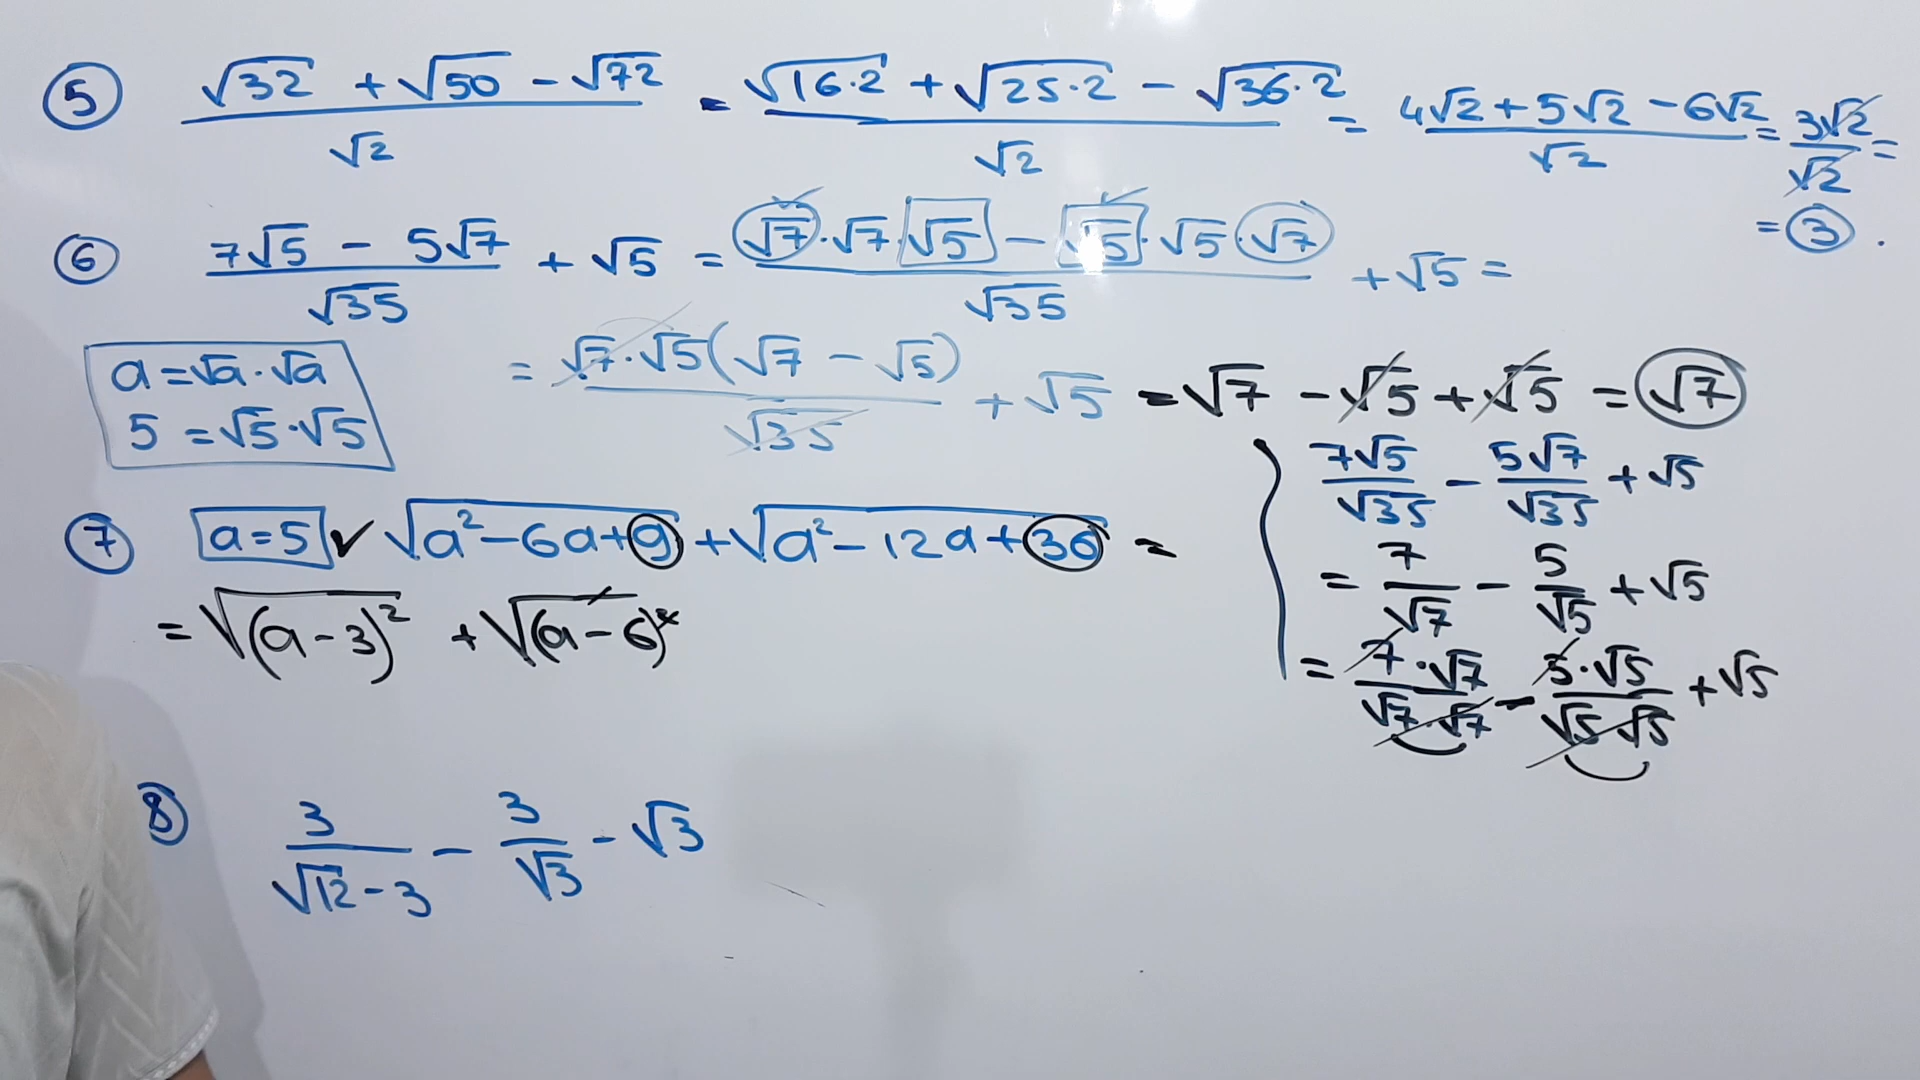 5 (√32 + √50 - √72)/√2 = (√16·2 + √25·2 - √36·2)/√2 = (4√2 + 5√2 - 6√2)/√2 = 3√2/√2 =
= 3 .
6 (7√5 - 5√7)/√35 + √5 = (√7·√7·√5 - √5·√5·√7)/√35 + √5 =
a = √a·√a
5 = √5·√5
= √7·√5(√7 - √5)/√35 + √5 = √7 - √5 + √5 = √7
7√5/√35 - 5√7/√35 + √5
= 7/√7 - 5/√5 + √5
= 7·√7/√7·√7 - 5·√5/√5·√5 + √5
7 a=5 √(a²-6a+9) + √(a²-12a+36) =
= √(a-3)² + √(a-6)²
8 3/(√12-3) - 3/√3 - √3